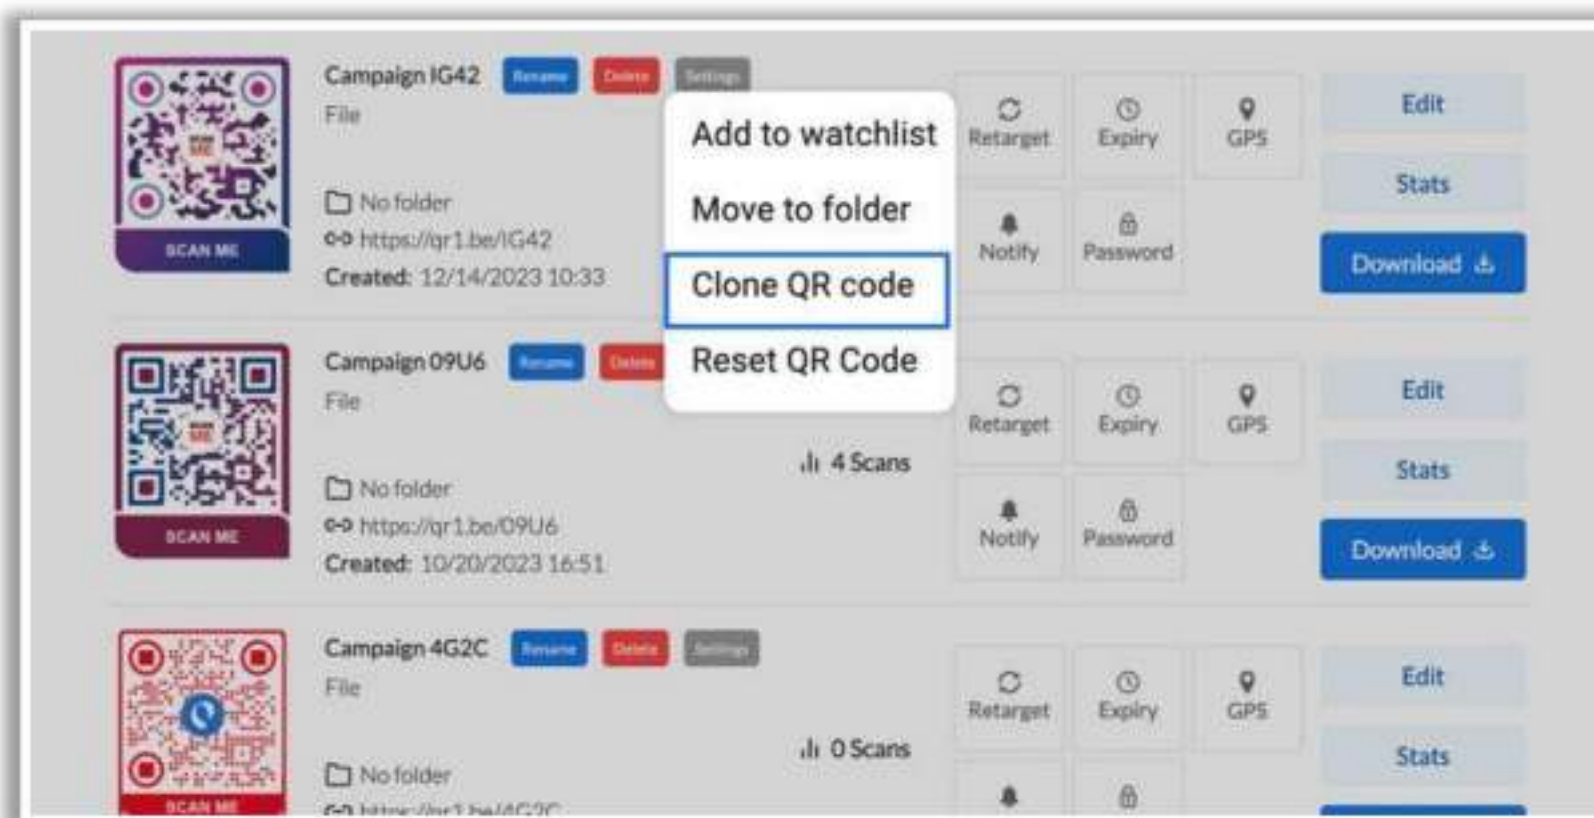 Campaign IG42 Rename Delete Settings
File
No folder
https://qr1.be/IG42
Created: 12/14/2023 10:33
SCAN ME
Add to watchlist
Move to folder
Clone QR code
Reset QR Code
Retarget Expiry GPS
Notify Password
Edit
Stats
Download
Campaign 09U6 Rename Delete
File
4 Scans
No folder
https://qr1.be/09U6
Created: 10/20/2023 16:51
SCAN ME
Retarget Expiry GPS
Notify Password
Edit
Stats
Download
Campaign 4G2C Rename Delete Settings
File
0 Scans
No folder
https://qr1.be/4G2C
SCAN ME
Retarget Expiry GPS
Edit
Stats